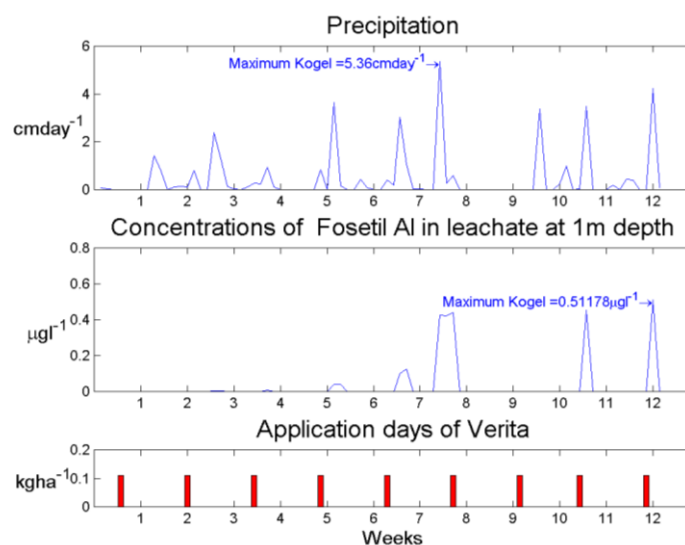 Precipitation
6
4
2
0
cmday⁻¹
Maximum Kogel =5.36cmday⁻¹→
1 2 3 4 5 6 7 8 9 10 11 12
Concentrations of Fosetil Al in leachate at 1m depth
0.8
0.6
0.4
0.2
0
µgl⁻¹
Maximum Kogel =0.51178µgl⁻¹→
1 2 3 4 5 6 7 8 9 10 11 12
Application days of Verita
0.2
0.1
0
kgha⁻¹
1 2 3 4 5 6 7 8 9 10 11 12
Weeks